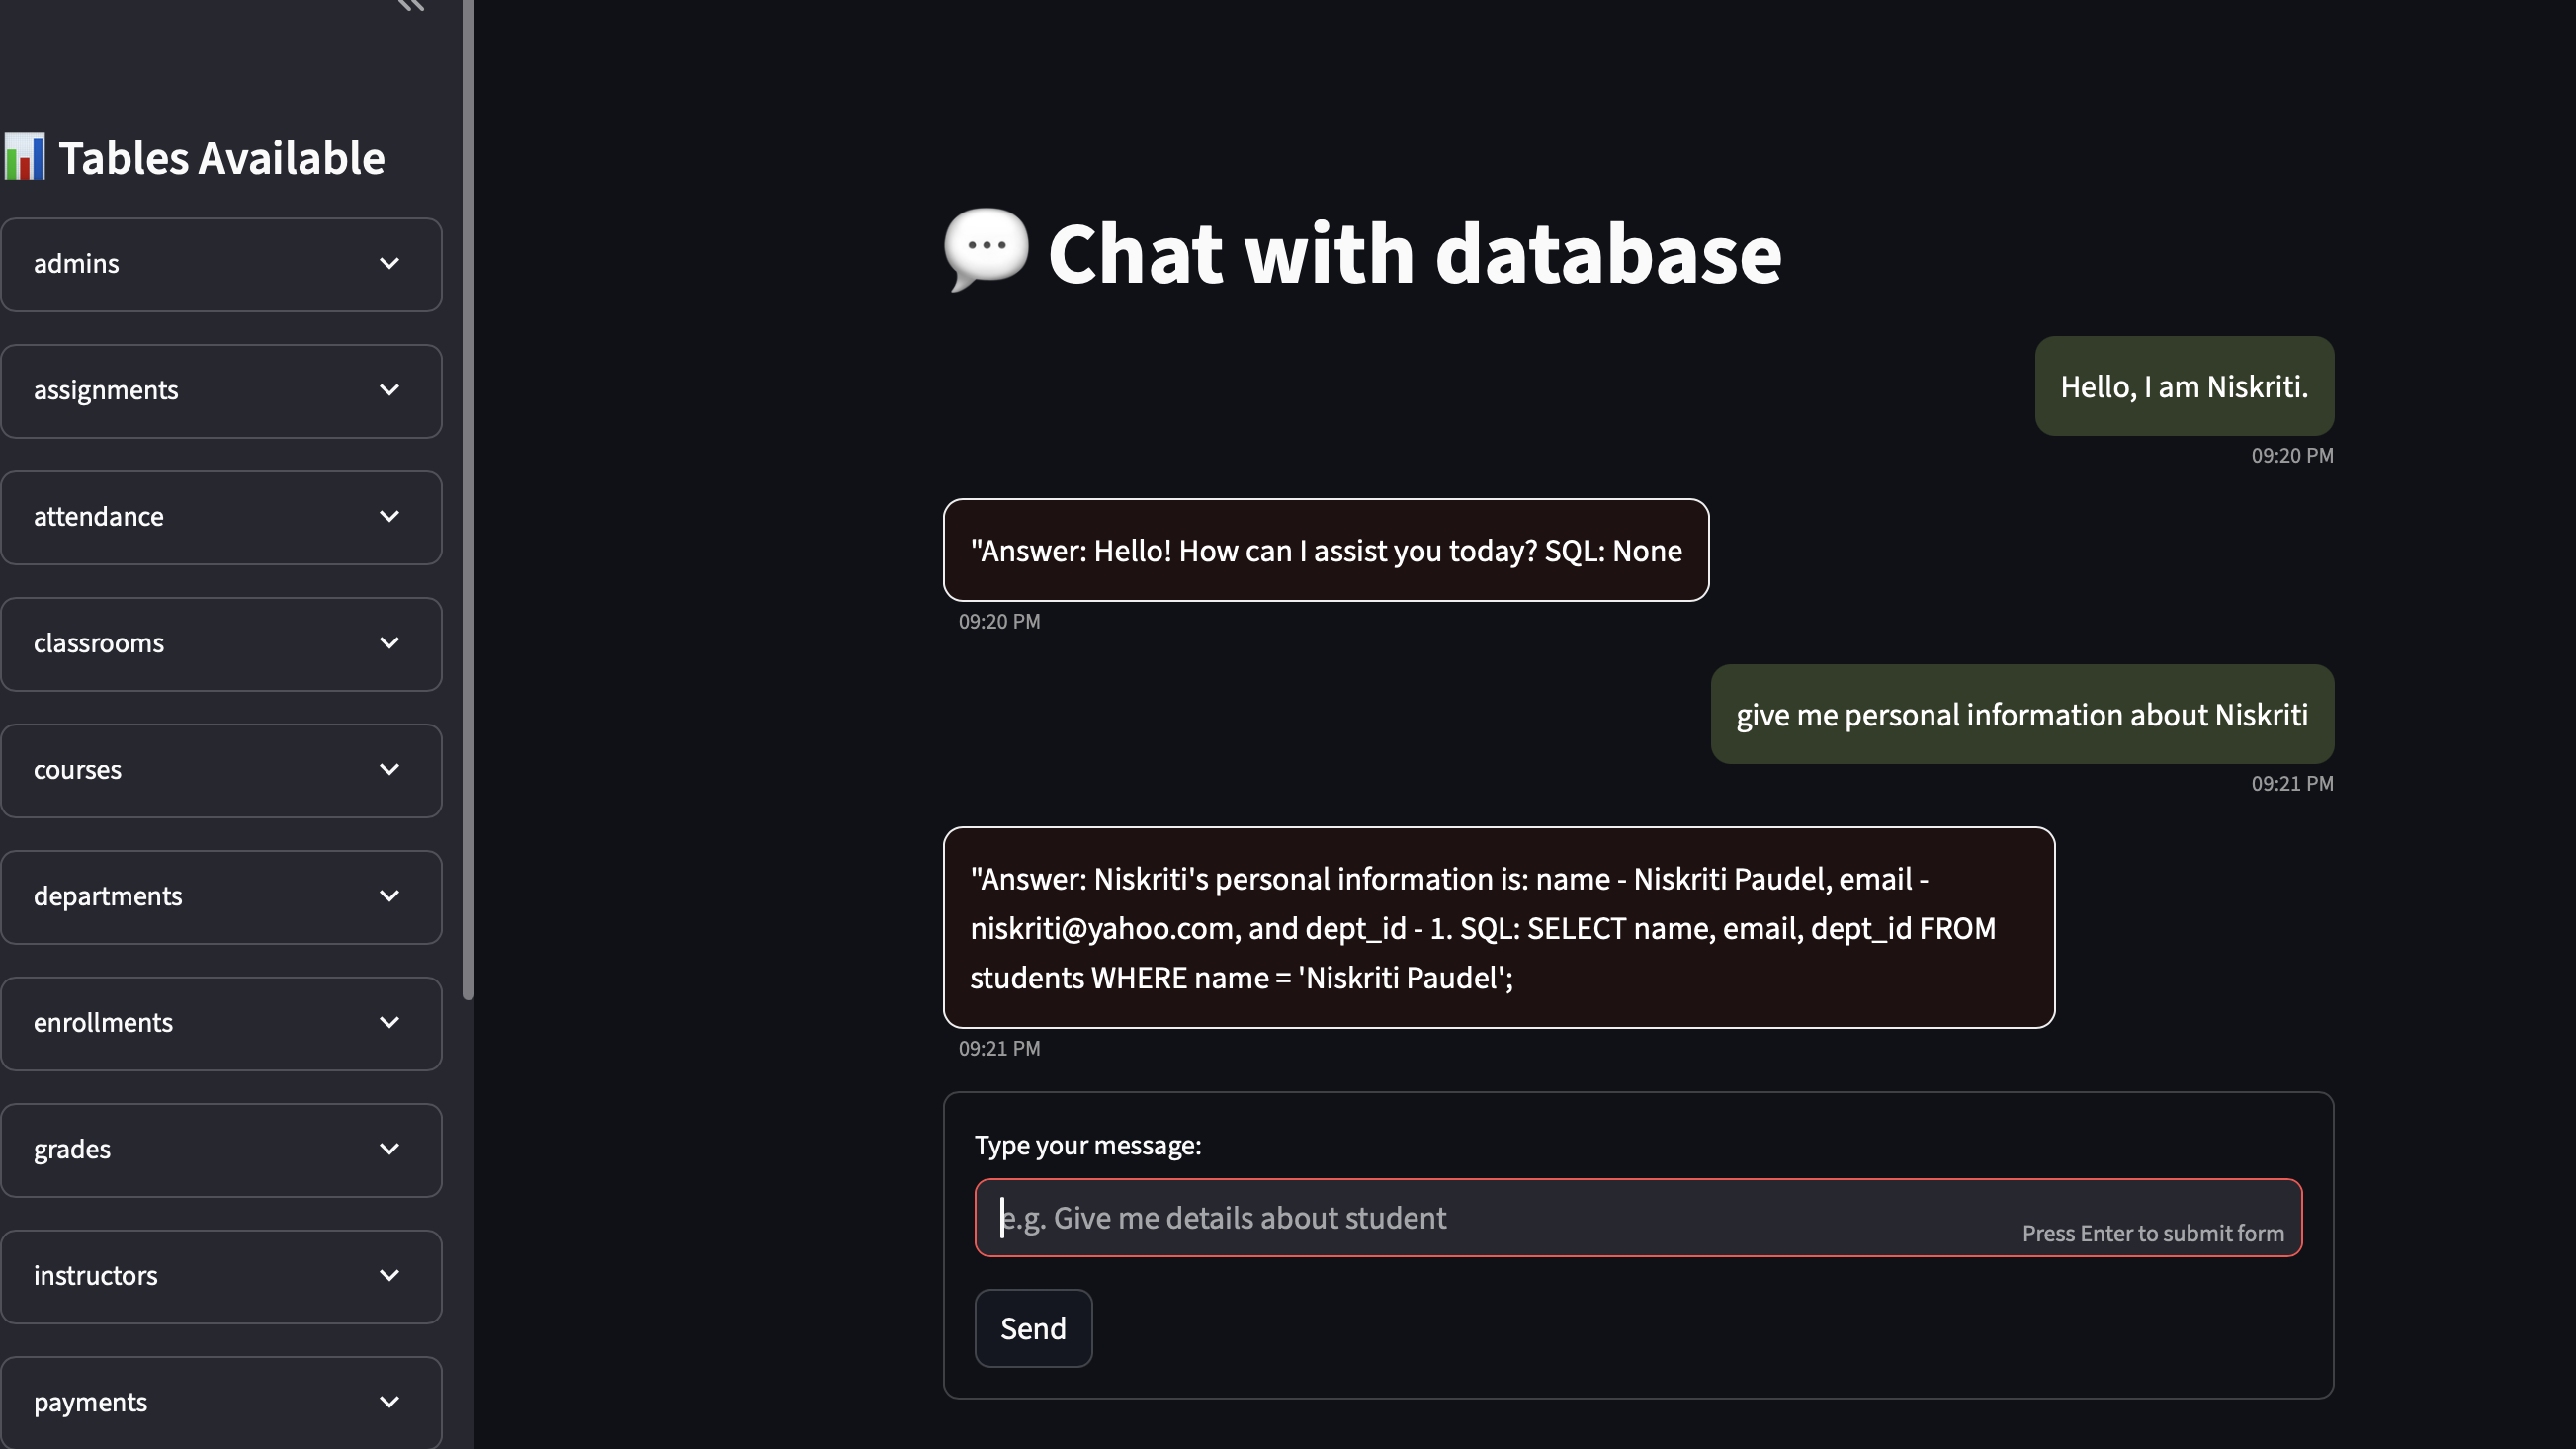 Tables Available
admins
assignments
attendance
classrooms
courses
departments
enrollments
grades
instructors
payments
Chat with database
Hello, I am Niskriti.
09:20 PM
"Answer: Hello! How can I assist you today? SQL: None
09:20 PM
give me personal information about Niskriti
09:21 PM
"Answer: Niskriti's personal information is: name - Niskriti Paudel, email -
niskriti@yahoo.com, and dept_id - 1. SQL: SELECT name, email, dept_id FROM
students WHERE name = 'Niskriti Paudel';
09:21 PM
Type your message:
e.g. Give me details about student
Press Enter to submit form
Send